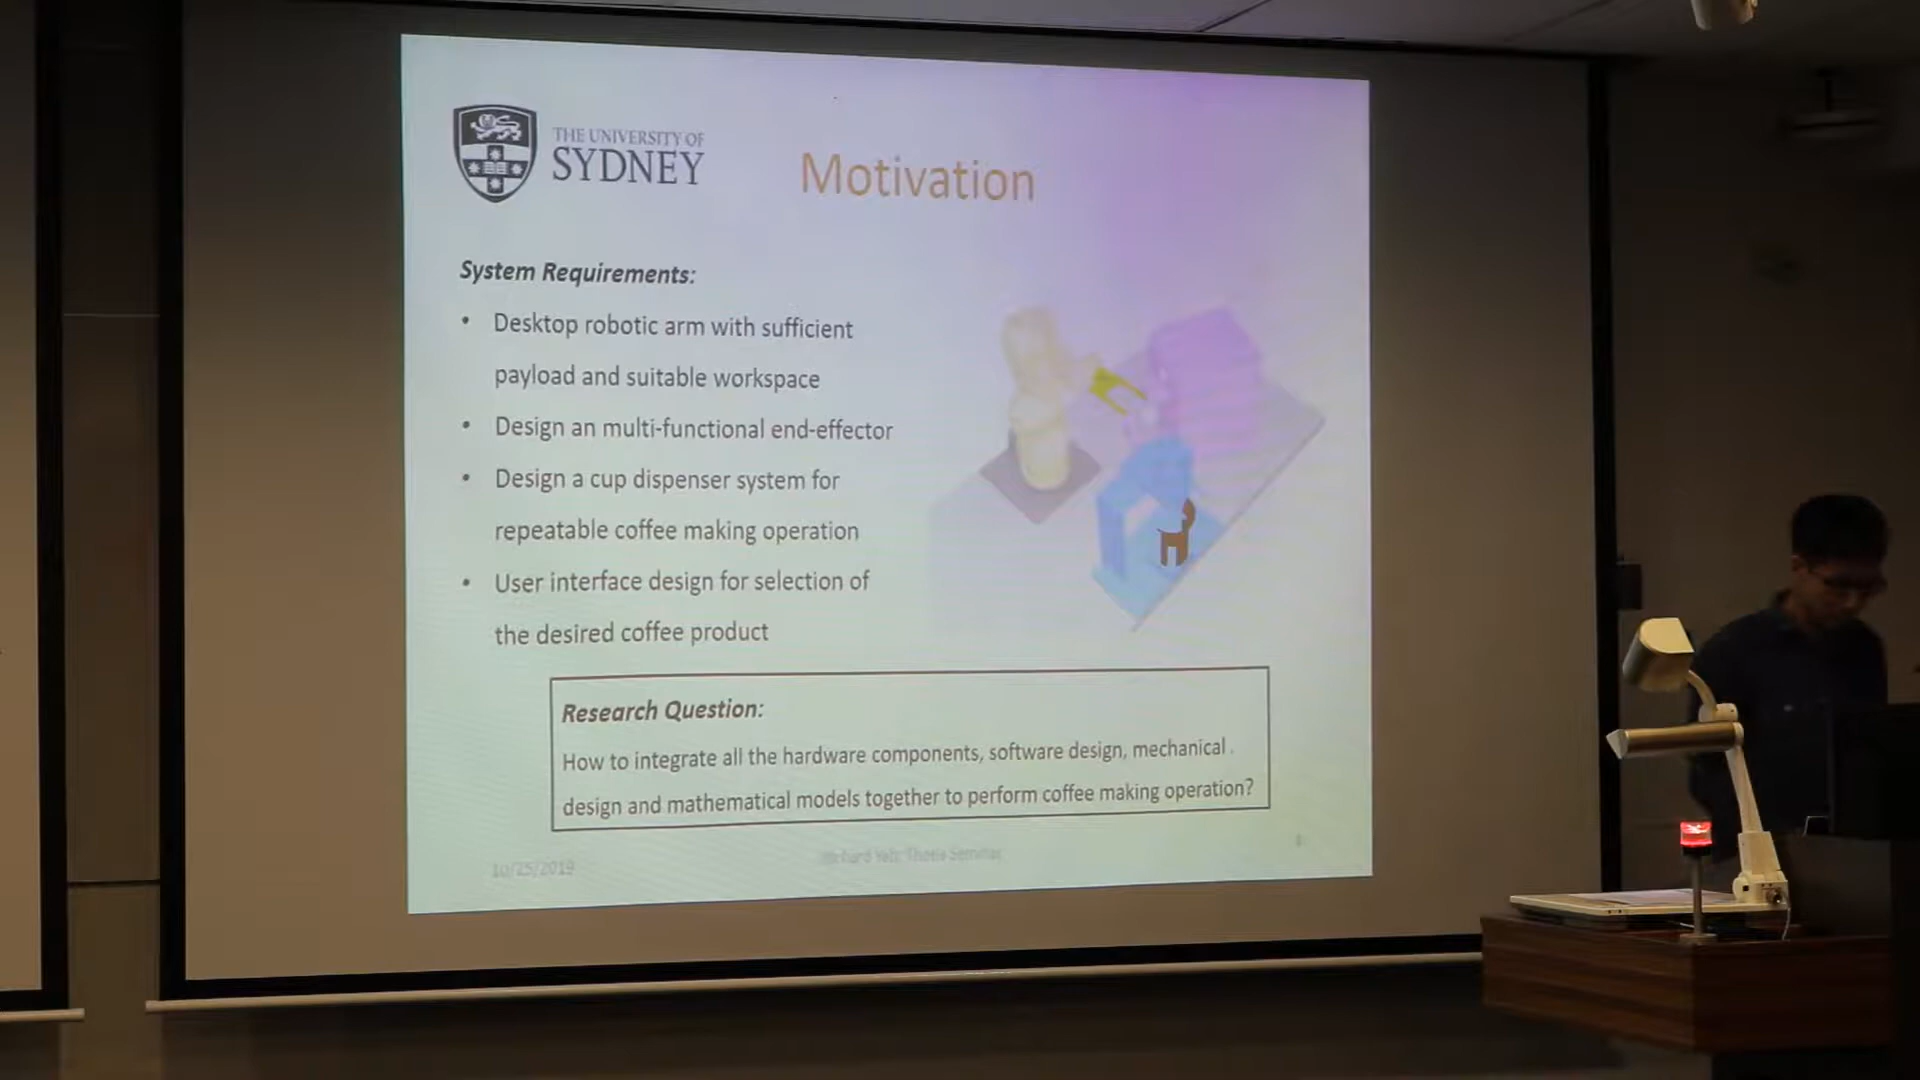 THE UNIVERSITY OF
SYDNEY
Motivation
System Requirements:
• Desktop robotic arm with sufficient
payload and suitable workspace
• Design an multi-functional end-effector
• Design a cup dispenser system for
repeatable coffee making operation
• User interface design for selection of
the desired coffee product
Research Question:
How to integrate all the hardware components, software design, mechanical
design and mathematical models together to perform coffee making operation?
10/25/2019
Thesis Seminar